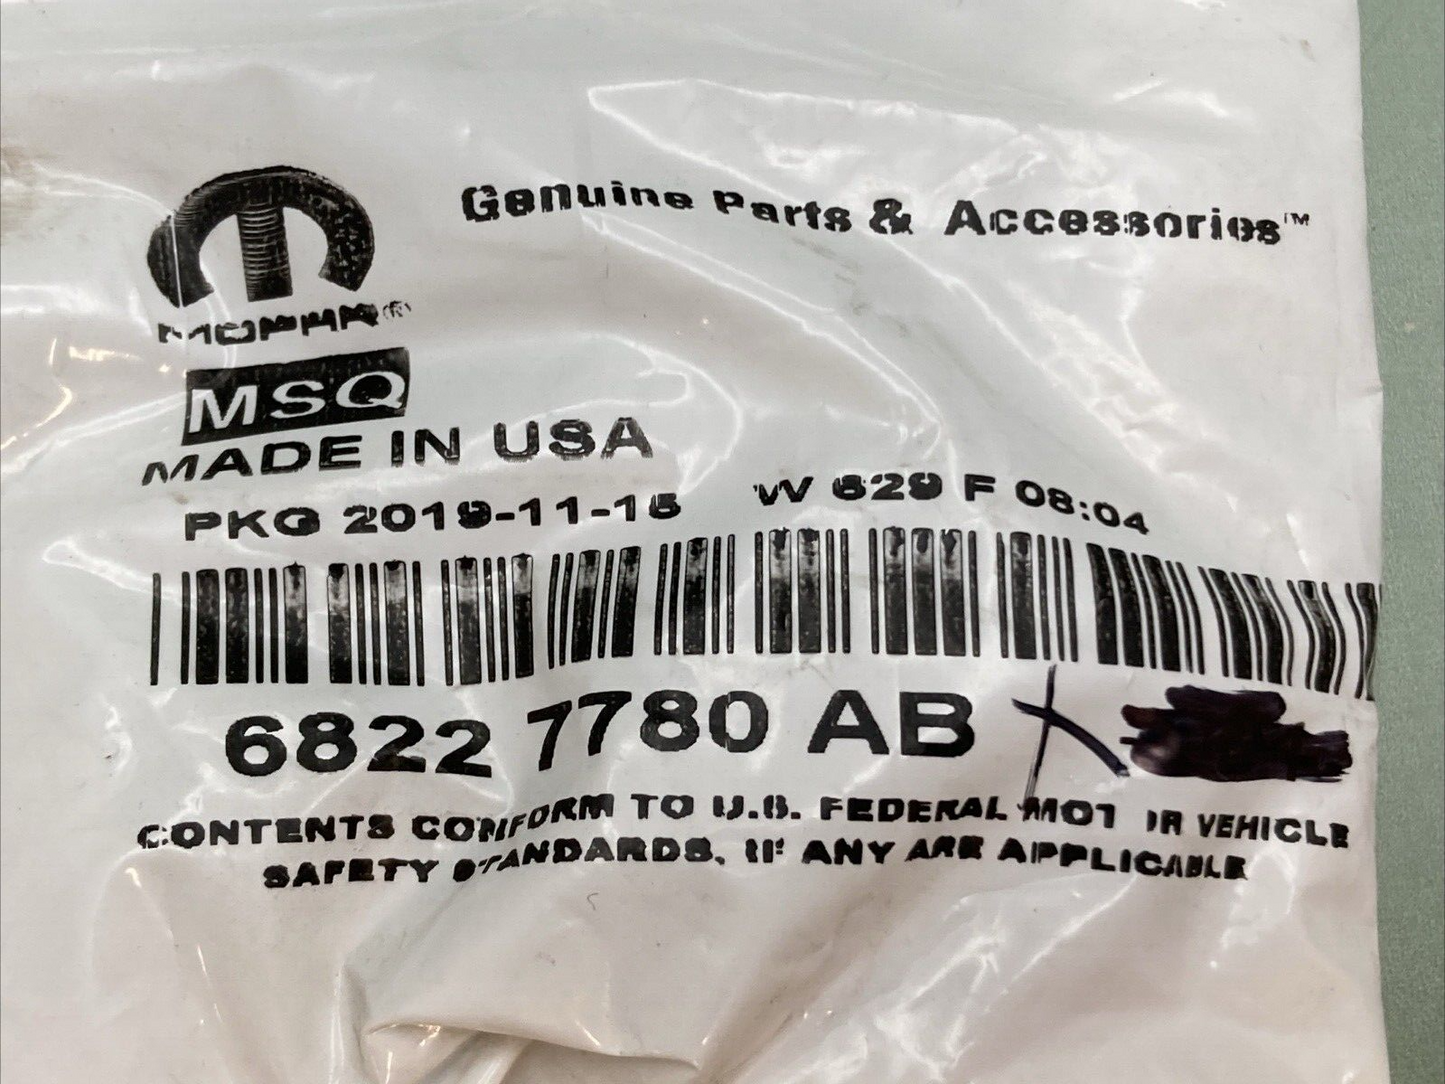 Genuine Parts & Accessories™
MOPAR®
MSQ
MADE IN USA
PKG 2019-11-15 W 629 F 08:04
6822 7780 AB
CONTENTS CONFORM TO U.S. FEDERAL MOTOR VEHICLE
SAFETY STANDARDS, IF ANY ARE APPLICABLE